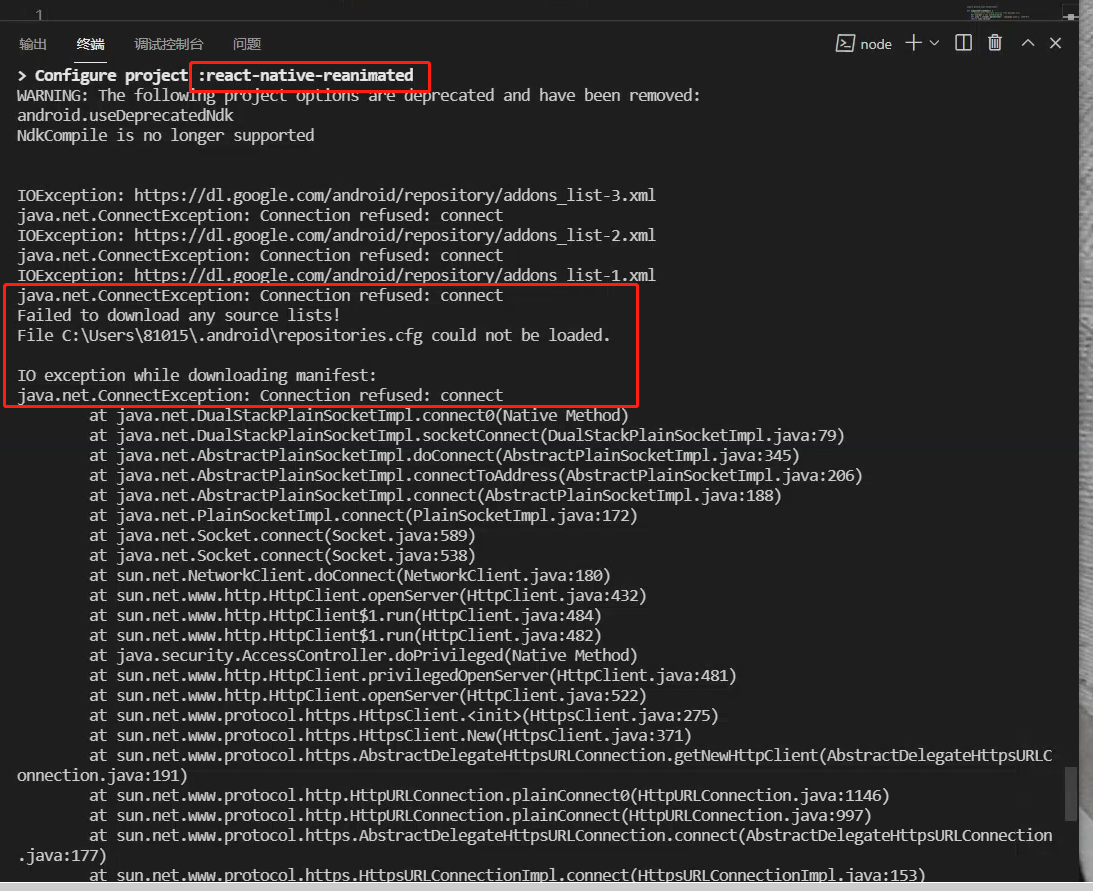 1
输出 终端 调试控制台 问题 node
> Configure project :react-native-reanimated
WARNING: The following project options are deprecated and have been removed:
android.useDeprecatedNdk
NdkCompile is no longer supported
IOException: https://dl.google.com/android/repository/addons_list-3.xml
java.net.ConnectException: Connection refused: connect
IOException: https://dl.google.com/android/repository/addons_list-2.xml
java.net.ConnectException: Connection refused: connect
IOException: https://dl.google.com/android/repository/addons_list-1.xml
java.net.ConnectException: Connection refused: connect
Failed to download any source lists!
File C:\Users\81015\.android\repositories.cfg could not be loaded.
IO exception while downloading manifest:
java.net.ConnectException: Connection refused: connect
at java.net.DualStackPlainSocketImpl.connect0(Native Method)
at java.net.DualStackPlainSocketImpl.socketConnect(DualStackPlainSocketImpl.java:79)
at java.net.AbstractPlainSocketImpl.doConnect(AbstractPlainSocketImpl.java:345)
at java.net.AbstractPlainSocketImpl.connectToAddress(AbstractPlainSocketImpl.java:206)
at java.net.AbstractPlainSocketImpl.connect(AbstractPlainSocketImpl.java:188)
at java.net.PlainSocketImpl.connect(PlainSocketImpl.java:172)
at java.net.Socket.connect(Socket.java:589)
at java.net.Socket.connect(Socket.java:538)
at sun.net.NetworkClient.doConnect(NetworkClient.java:180)
at sun.net.www.http.HttpClient.openServer(HttpClient.java:432)
at sun.net.www.http.HttpClient$1.run(HttpClient.java:484)
at sun.net.www.http.HttpClient$1.run(HttpClient.java:482)
at java.security.AccessController.doPrivileged(Native Method)
at sun.net.www.http.HttpClient.privilegedOpenServer(HttpClient.java:481)
at sun.net.www.http.HttpClient.openServer(HttpClient.java:522)
at sun.net.www.protocol.https.HttpsClient.<init>(HttpsClient.java:275)
at sun.net.www.protocol.https.HttpsClient.New(HttpsClient.java:371)
at sun.net.www.protocol.https.AbstractDelegateHttpsURLConnection.getNewHttpClient(AbstractDelegateHttpsURLC
onnection.java:191)
at sun.net.www.protocol.http.HttpURLConnection.plainConnect0(HttpURLConnection.java:1146)
at sun.net.www.protocol.http.HttpURLConnection.plainConnect(HttpURLConnection.java:997)
at sun.net.www.protocol.https.AbstractDelegateHttpsURLConnection.connect(AbstractDelegateHttpsURLConnection
.java:177)
at sun.net.www.protocol.https.HttpsURLConnectionImpl.connect(HttpsURLConnectionImpl.java:153)